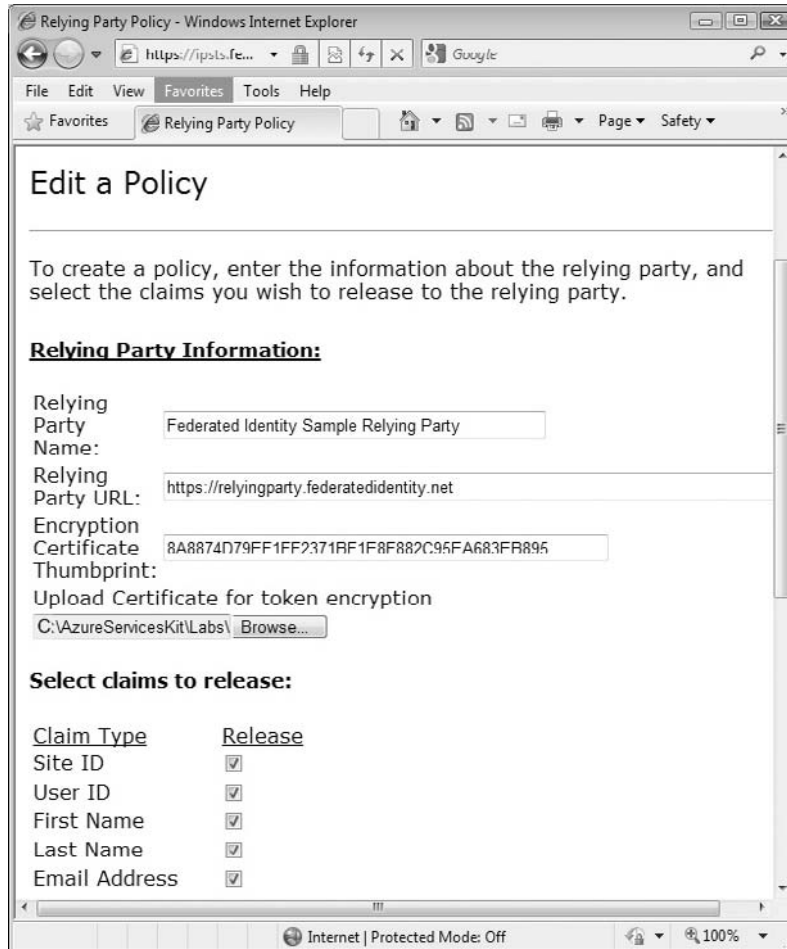 Relying Party Policy - Windows Internet Explorer
https://ipsts.fe...
Google
File Edit View Favorites Tools Help
Favorites
Relying Party Policy
Page
Safety
Edit a Policy
To create a policy, enter the information about the relying party, and
select the claims you wish to release to the relying party.
Relying Party Information:
Relying
Party
Name:
Federated Identity Sample Relying Party
Relying
Party URL:
https://relyingparty.federatedidentity.net
Encryption
Certificate
Thumbprint:
Upload Certificate for token encryption
C:\AzureServicesKit\Labs\
Browse...
Select claims to release:
Claim Type Release
Site ID
User ID
First Name
Last Name
Email Address
Internet | Protected Mode: Off
100%